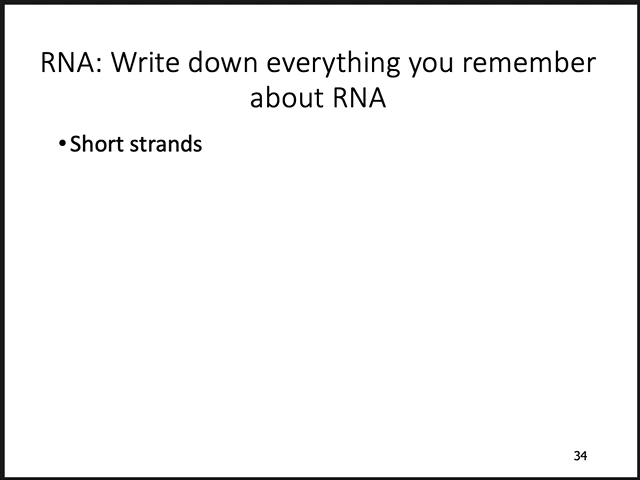 RNA: Write down everything you remember
about RNA
•Short strands
34